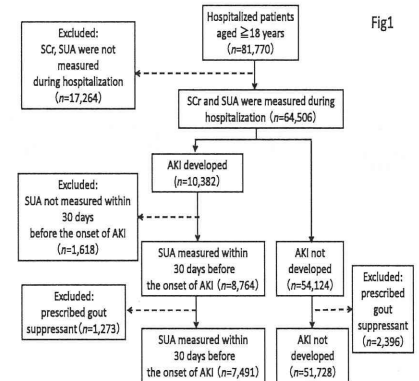 Fig1
Hospitalized patients
aged ≧18 years
(n=81,770)
Excluded:
SCr, SUA were not
measured
during hospitalization
(n=17,264)
SCr and SUA were measured during
hospitalization (n=64,506)
AKI developed
(n=10,382)
Excluded:
SUA not measured within
30 days
before the onset of AKI
(n=1,618)
SUA measured within
30 days before
the onset of AKI (n=8,764)
AKI not
developed
(n=54,124)
Excluded:
prescribed gout
suppressant (n=1,273)
Excluded:
prescribed
gout
suppressant
(n=2,396)
SUA measured within
30 days before
the onset of AKI (n=7,491)
AKI not
developed
(n=51,728)